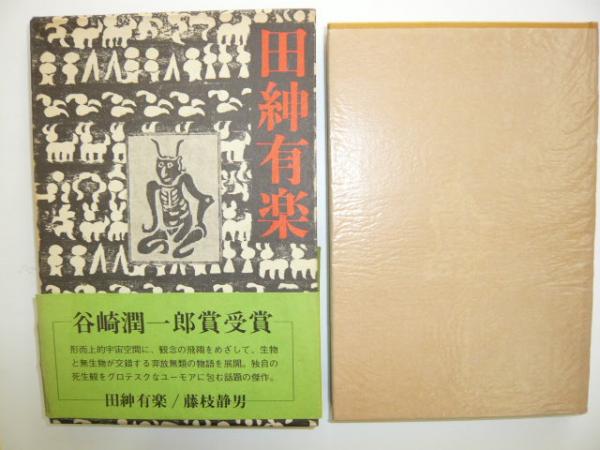 田紳有楽
谷崎潤一郎賞受賞
形而上的宇宙空間に、観念の飛翔をめざして、生物
と無生物が交錯する奔放無類の物語を展開。独自の
死生観をグロテスクなユーモアに包む話題の傑作。
田紳有楽/藤枝静男